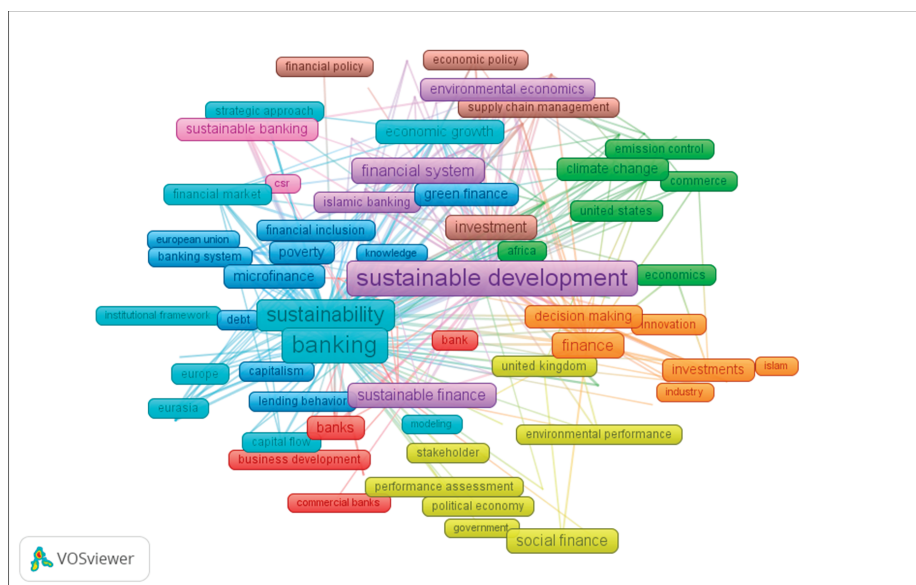 economic policy
financial policy
environmental economics
supply chain management
strategic approach
sustainable banking
economic growth
emission control
climate change
commerce
financial system
csr
financial market
islamic banking
green finance
united states
investment
financial inclusion
european union
banking system
poverty
knowledge
africa
microfinance
sustainable development
economics
sustainability
institutional framework
debt
decision making
innovation
banking
bank
finance
united kingdom
investments
islam
europe
capitalism
industry
eurasia
lending behavior
sustainable finance
banks
modeling
environmental performance
capital flow
business development
stakeholder
performance assessment
commercial banks
political economy
government
social finance
VOSviewer